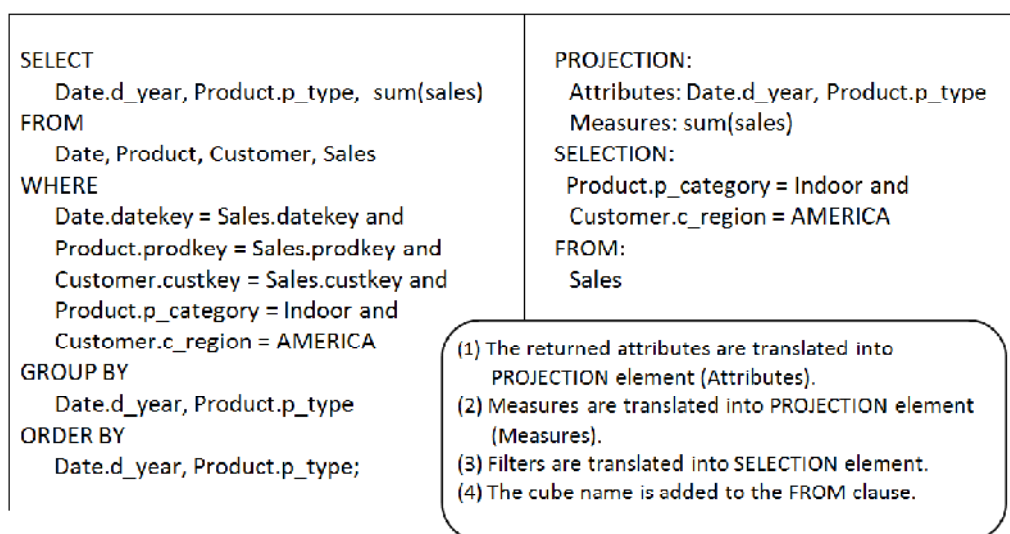 SELECT
Date.d_year, Product.p_type, sum(sales)
FROM
Date, Product, Customer, Sales
WHERE
Date.datekey = Sales.datekey and
Product.prodkey = Sales.prodkey and
Customer.custkey = Sales.custkey and
Product.p_category = Indoor and
Customer.c_region = AMERICA
GROUP BY
Date.d_year, Product.p_type
ORDER BY
Date.d_year, Product.p_type;
PROJECTION:
Attributes: Date.d_year, Product.p_type
Measures: sum(sales)
SELECTION:
Product.p_category = Indoor and
Customer.c_region = AMERICA
FROM:
Sales
(1) The returned attributes are translated into
PROJECTION element (Attributes).
(2) Measures are translated into PROJECTION element
(Measures).
(3) Filters are translated into SELECTION element.
(4) The cube name is added to the FROM clause.